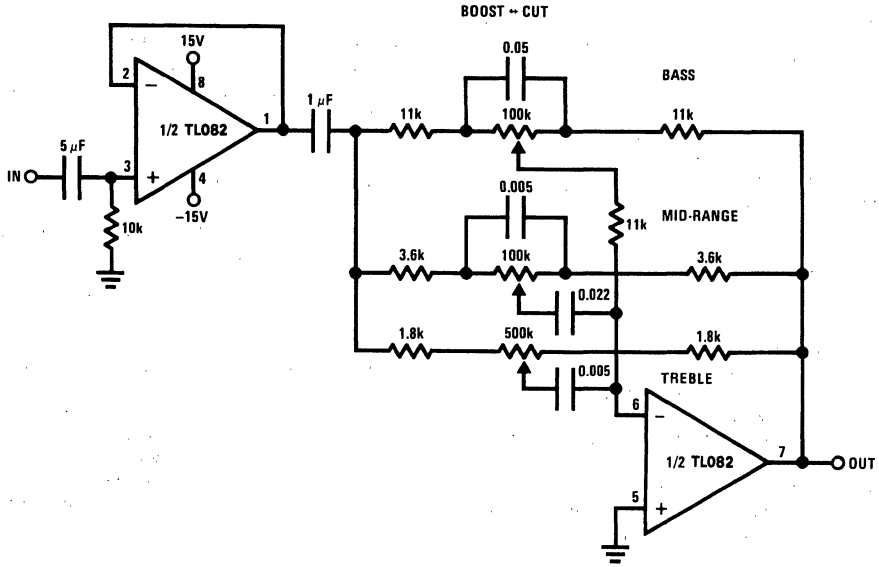 BOOST ↔ CUT
0.05
BASS
15V
2
8
100k
1 μF
11k
11k
1/2 TL082
1
5 μF
IN
3
4
-15V
10k
0.005
11k
MID-RANGE
3.6k
100k
3.6k
0.022
1.8k
500k
1.8k
0.005
TREBLE
6
1/2 TL082
7
OUT
5